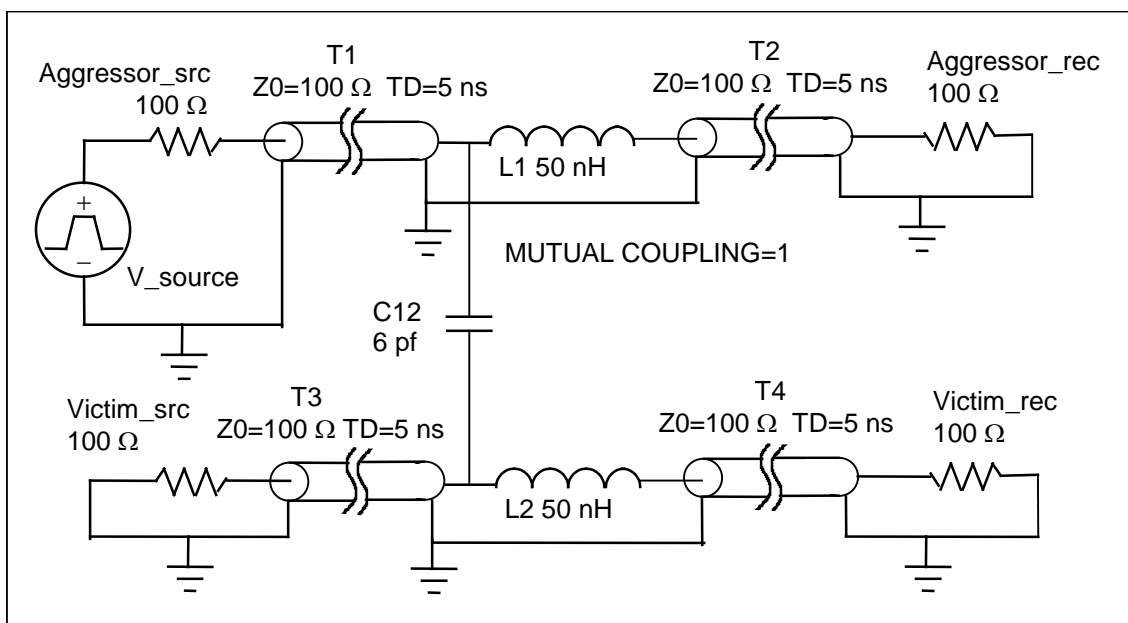 T1
T2
Aggressor_src
100 Ω
Z0=100 Ω TD=5 ns
Z0=100 Ω TD=5 ns
Aggressor_rec
100 Ω
L1 50 nH
+
−
V_source
MUTUAL COUPLING=1
C12
6 pf
Victim_src
100 Ω
T3
Z0=100 Ω TD=5 ns
T4
Z0=100 Ω TD=5 ns
Victim_rec
100 Ω
L2 50 nH